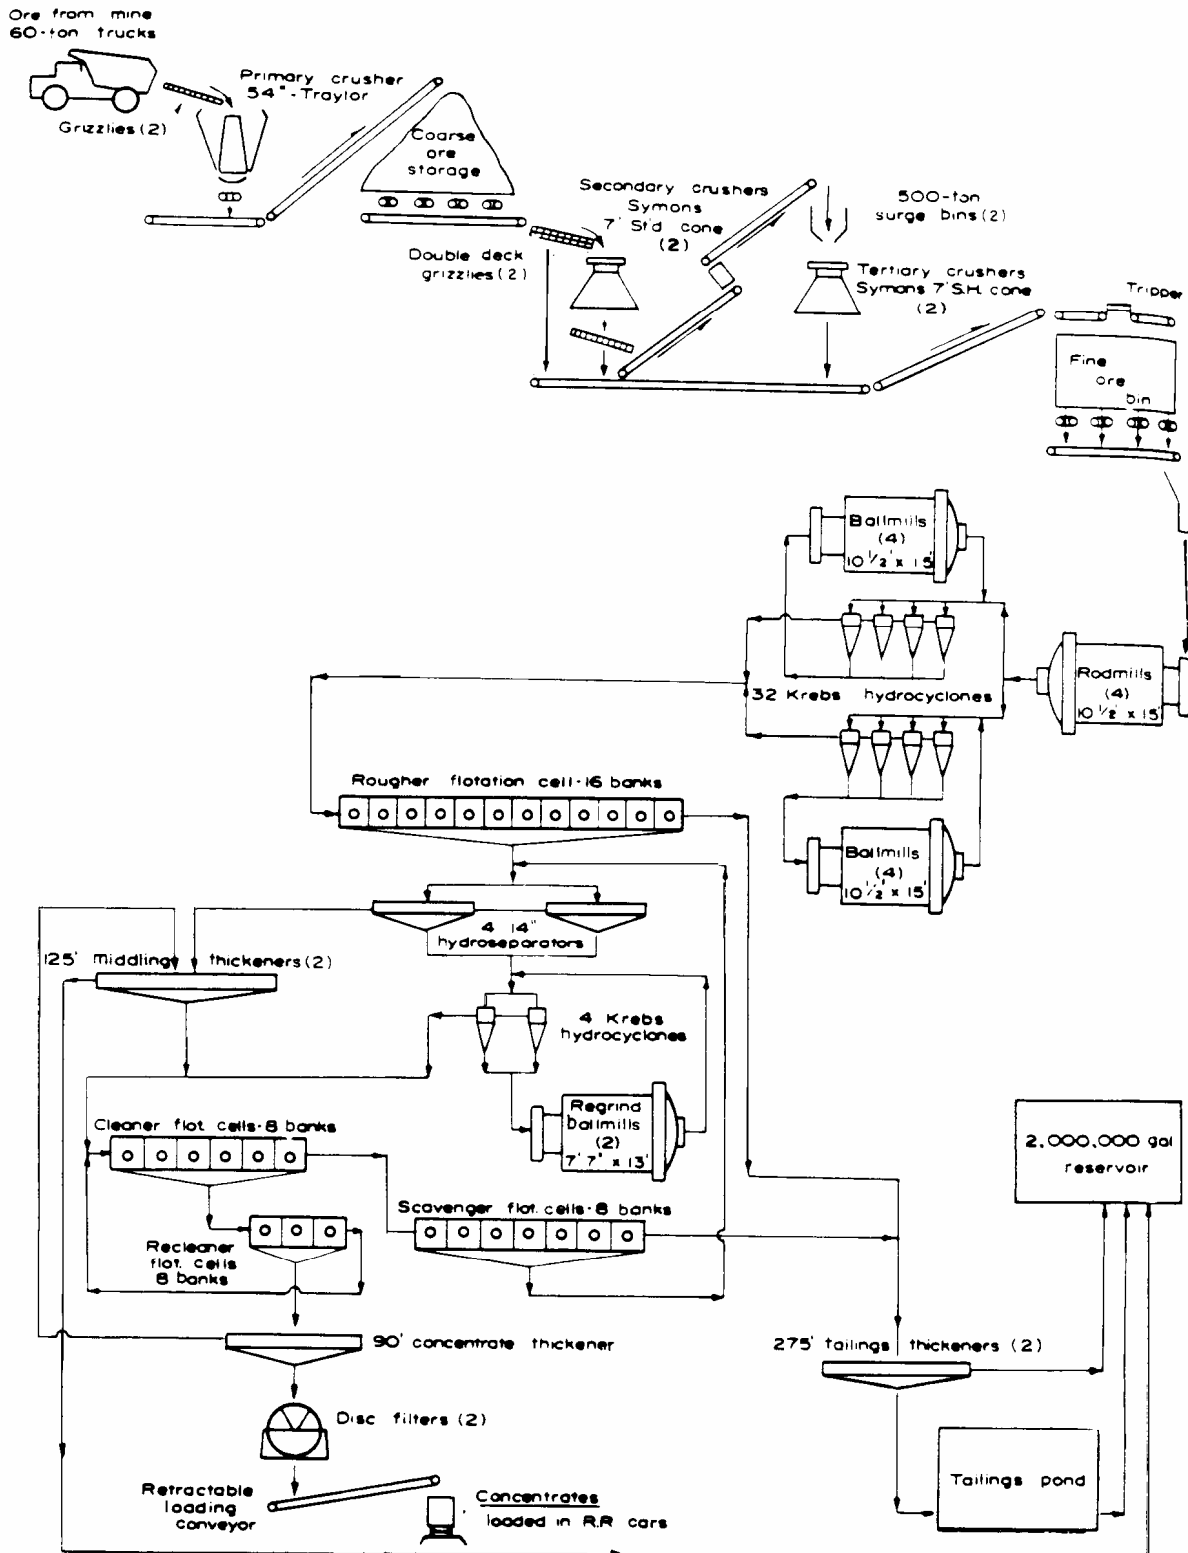 Ore from mine
60-ton trucks
Primary crusher
54"-Traylor
Grizzlies (2)
Coarse
ore
storage
Secondary crushers
Symons
7' St'd cone
(2)
500-ton
surge bins (2)
Double deck
grizzlies (2)
Tertiary crushers
Symons 7' S.H. cone
(2)
Tripper
Fine
ore
bin
Ballmills
(4)
10 1/2' x 15'
Rodmills
(4)
10 1/2' x 15'
32 Krebs hydrocyclones
Rougher flotation cell-16 banks
Ballmills
(4)
10 1/2' x 15'
4 14"
hydroseparators
125' Middling thickeners (2)
4 Krebs
hydrocyclones
Regrind
ballmills
(2)
7' 7" x 13'
Cleaner flot cells-8 banks
2,000,000 gal
reservoir
Scavenger flot. cells-8 banks
Recleaner
flot. cells
8 banks
90' concentrate thickener
275' tailings thickeners (2)
Disc filters (2)
Tailings pond
Retractable
loading
conveyor
Concentrates
loaded in R.R cars